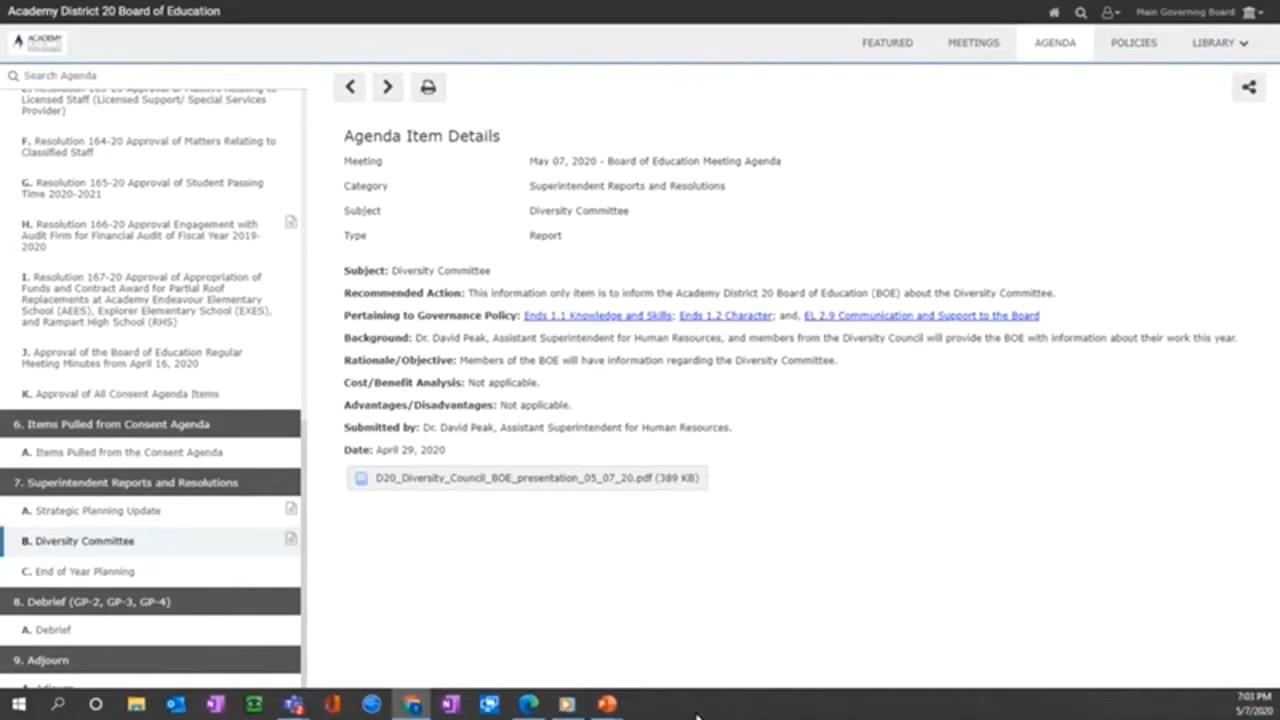 Academy District 20 Board of Education
Main Governing Board
ACADEMY
FEATURED
MEETINGS
AGENDA
POLICIES
LIBRARY
Search Agenda
Licensed Staff (Licensed Support/ Special Services
Provider)
F. Resolution 164-20 Approval of Matters Relating to
Classified Staff
G. Resolution 165-20 Approval of Student Passing
Time 2020-2021
H. Resolution 166-20 Approval Engagement with
Audit Firm for Financial Audit of Fiscal Year 2019-
2020
I. Resolution 167-20 Approval of Appropriation of
Funds and Contract Award for Partial Roof
Replacements at Academy Endeavour Elementary
School (AEES), Explorer Elementary School (EXES),
and Rampart High School (RHS)
J. Approval of the Board of Education Regular
Meeting Minutes from April 16, 2020
K. Approval of All Consent Agenda Items
6. Items Pulled from Consent Agenda
A. Items Pulled from the Consent Agenda
7. Superintendent Reports and Resolutions
A. Strategic Planning Update
B. Diversity Committee
C. End of Year Planning
8. Debrief (GP-2, GP-3, GP-4)
A. Debrief
9. Adjourn
Agenda Item Details
Meeting May 07, 2020 - Board of Education Meeting Agenda
Category Superintendent Reports and Resolutions
Subject Diversity Committee
Type Report
Subject: Diversity Committee
Recommended Action: This information only item is to inform the Academy District 20 Board of Education (BOE) about the Diversity Committee.
Pertaining to Governance Policy: Ends 1.1 Knowledge and Skills; Ends 1.2 Character; and, EL 2.9 Communication and Support to the Board
Background: Dr. David Peak, Assistant Superintendent for Human Resources, and members from the Diversity Council will provide the BOE with information about their work this year.
Rationale/Objective: Members of the BOE will have information regarding the Diversity Committee.
Cost/Benefit Analysis: Not applicable.
Advantages/Disadvantages: Not applicable.
Submitted by: Dr. David Peak, Assistant Superintendent for Human Resources.
Date: April 29, 2020
D20_Diversity_Council_BOE_presentation_05_07_20.pdf (389 KB)
7:03 PM
5/7/2020